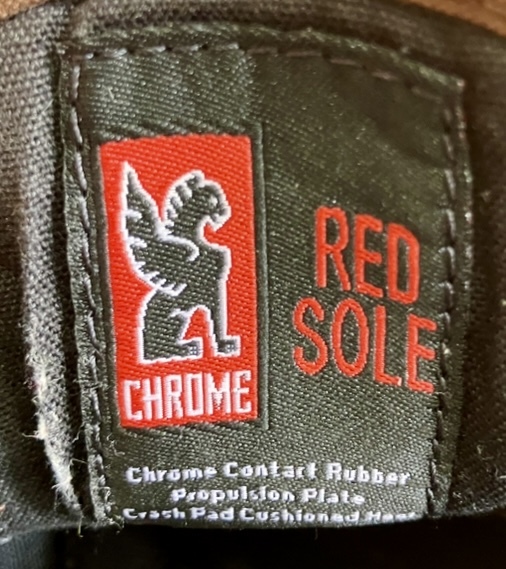 CHROME
RED
SOLE
Chrome Contact Rubber
Propulsion Plate
Crash Pad Cushioned Heel